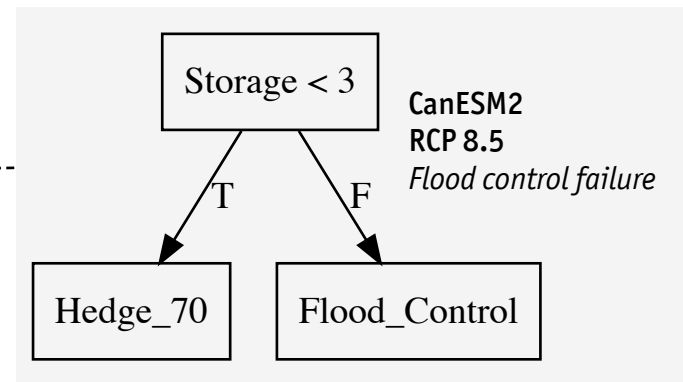 Storage < 3
CanESM2
RCP 8.5
Flood control failure
T
F
Hedge_70
Flood_Control